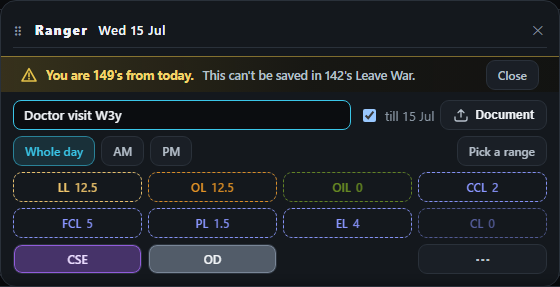 Ranger Wed 15 Jul
You are 149's from today. This can't be saved in 142's Leave War. Close
Doctor visit W3y till 15 Jul Document
Whole day AM PM Pick a range
LL 12.5 OL 12.5 OIL 0 CCL 2
FCL 5 PL 1.5 EL 4 CL 0
CSE OD ---